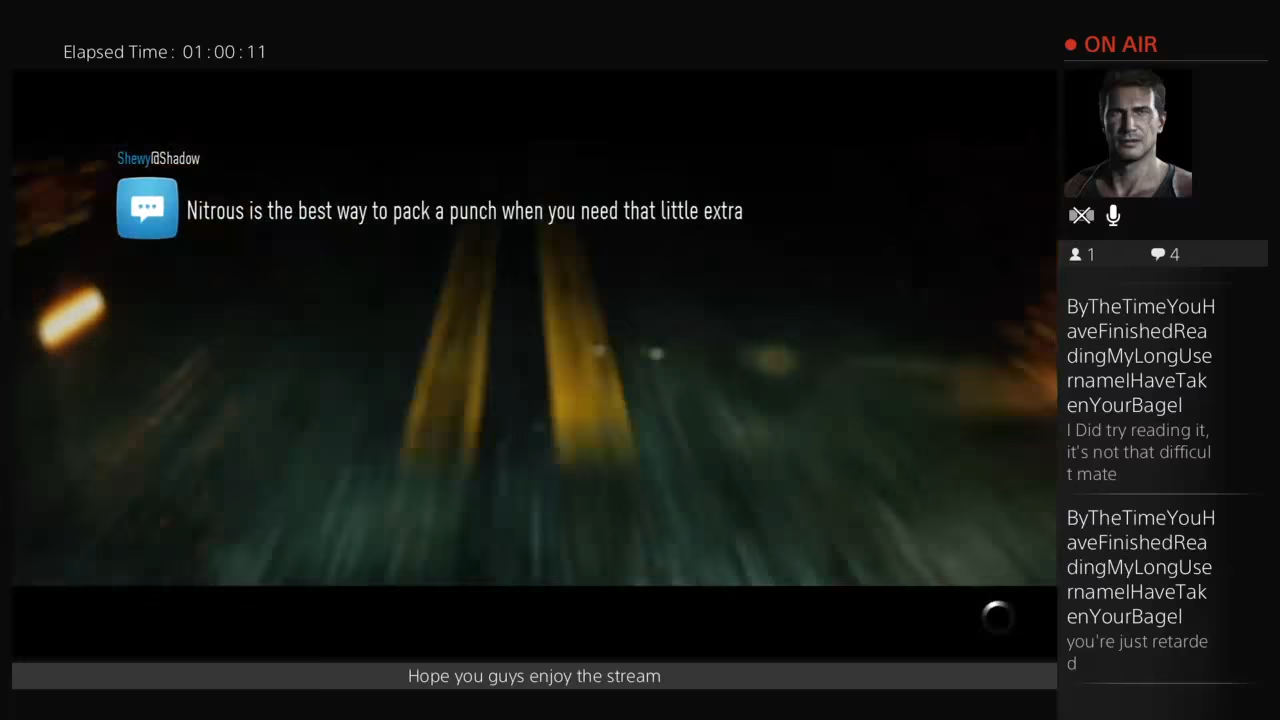 Elapsed Time: 01:00:11
ON AIR
Shewy@Shadow
Nitrous is the best way to pack a punch when you need that little extra
1
4
ByTheTimeYouH
aveFinishedRea
dingMyLongUse
rnameIHaveTak
enYourBagel
I Did try reading it,
it's not that difficul
t mate
ByTheTimeYouH
aveFinishedRea
dingMyLongUse
rnameIHaveTak
enYourBagel
you're just retarde
d
Hope you guys enjoy the stream